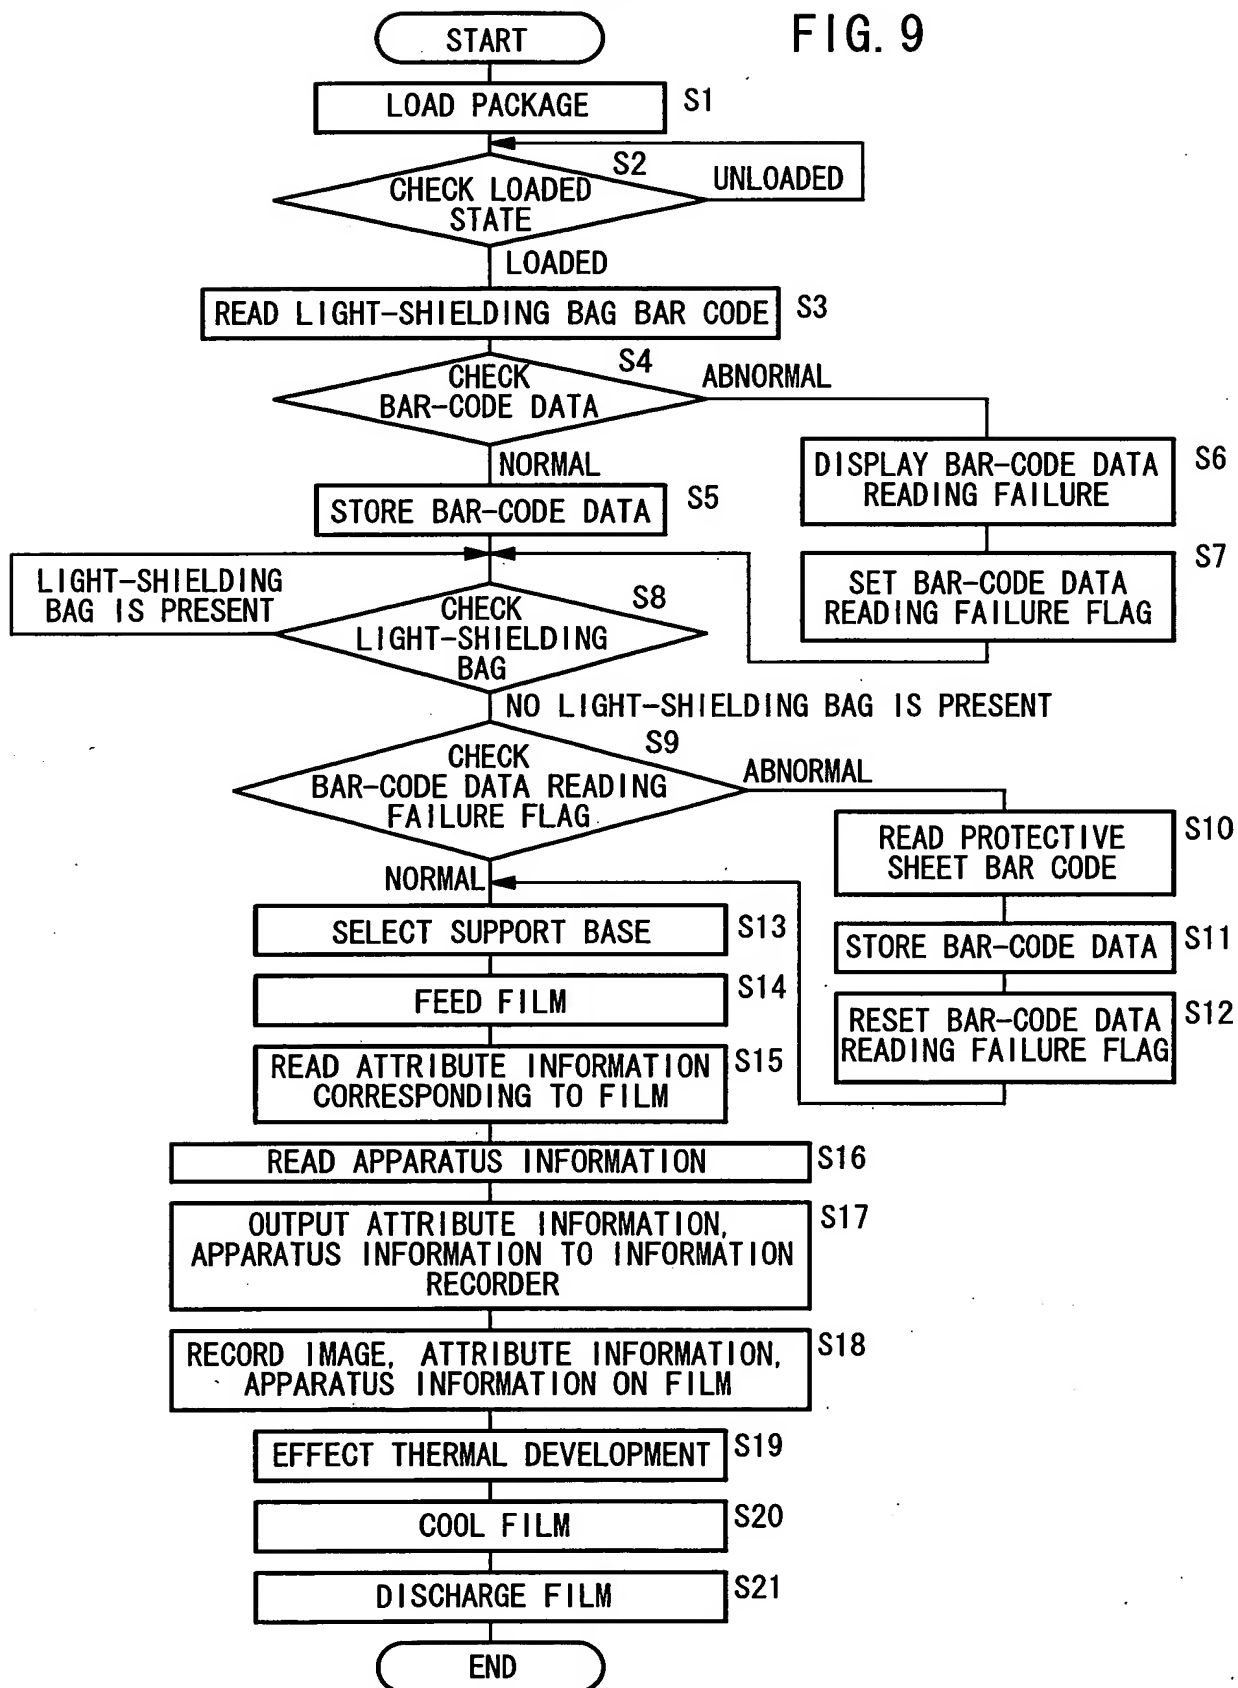 FIG. 9
START
LOAD PACKAGE
S1
S2
CHECK LOADED
STATE
UNLOADED
LOADED
READ LIGHT-SHIELDING BAG BAR CODE
S3
S4
CHECK
BAR-CODE DATA
ABNORMAL
NORMAL
STORE BAR-CODE DATA
S5
DISPLAY BAR-CODE DATA
READING FAILURE
S6
SET BAR-CODE DATA
READING FAILURE FLAG
S7
LIGHT-SHIELDING
BAG IS PRESENT
S8
CHECK
LIGHT-SHIELDING
BAG
NO LIGHT-SHIELDING BAG IS PRESENT
S9
CHECK
BAR-CODE DATA READING
FAILURE FLAG
ABNORMAL
READ PROTECTIVE
SHEET BAR CODE
S10
STORE BAR-CODE DATA
S11
RESET BAR-CODE DATA
READING FAILURE FLAG
S12
NORMAL
SELECT SUPPORT BASE
S13
FEED FILM
S14
READ ATTRIBUTE INFORMATION
CORRESPONDING TO FILM
S15
READ APPARATUS INFORMATION
S16
OUTPUT ATTRIBUTE INFORMATION,
APPARATUS INFORMATION TO INFORMATION
RECORDER
S17
RECORD IMAGE, ATTRIBUTE INFORMATION,
APPARATUS INFORMATION ON FILM
S18
EFFECT THERMAL DEVELOPMENT
S19
COOL FILM
S20
DISCHARGE FILM
S21
END